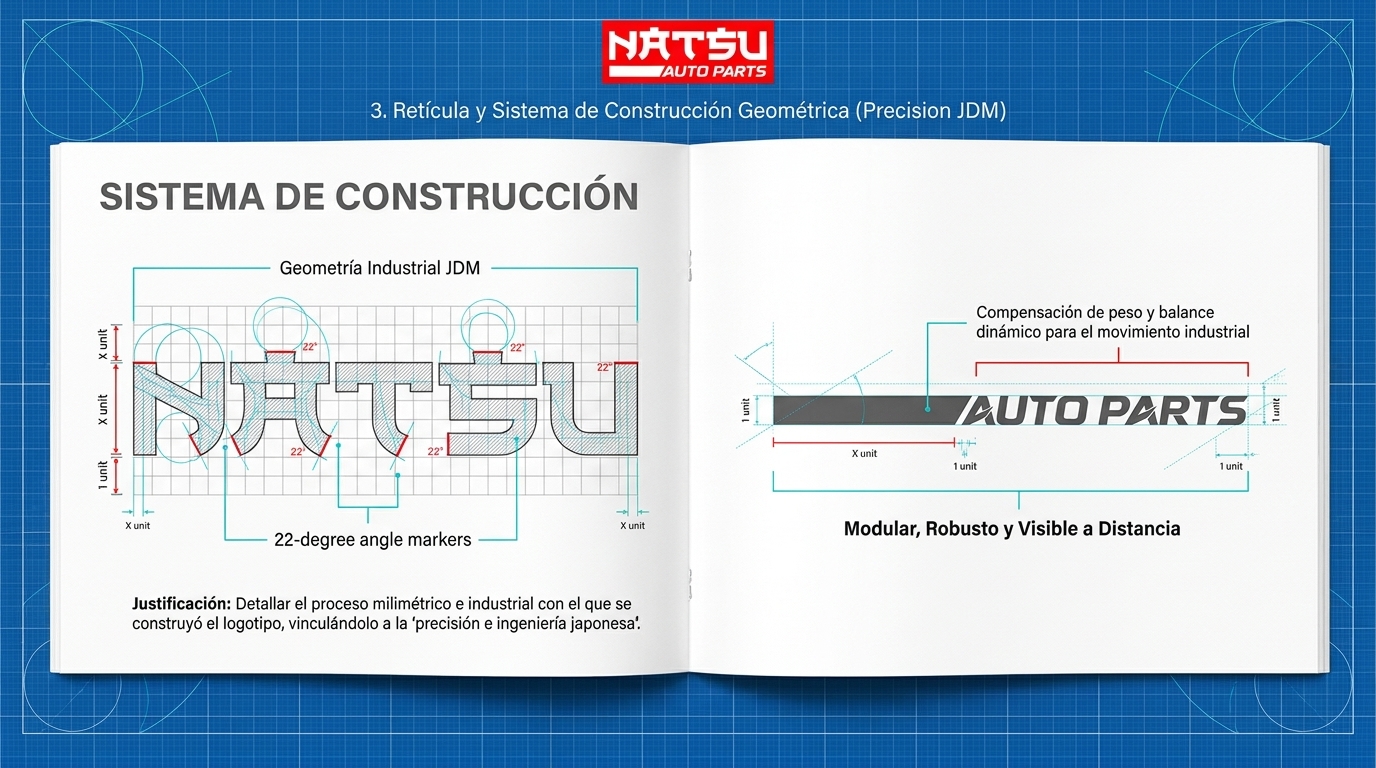 NATSU
AUTO PARTS
3. Retícula y Sistema de Construcción Geométrica (Precision JDM)
SISTEMA DE CONSTRUCCIÓN
Geometría Industrial JDM
X unit
X unit
1 unit
22°
22°
22°
22°
22°
NATSU
X unit
X unit
22-degree angle markers
Justificación: Detallar el proceso milimétrico e industrial con el que se
construyó el logotipo, vinculándolo a la ‘precisión e ingeniería japonesa’.
Compensación de peso y balance
dinámico para el movimiento industrial
1 unit
AUTO PARTS
1 unit
X unit
1 unit
1 unit
Modular, Robusto y Visible a Distancia